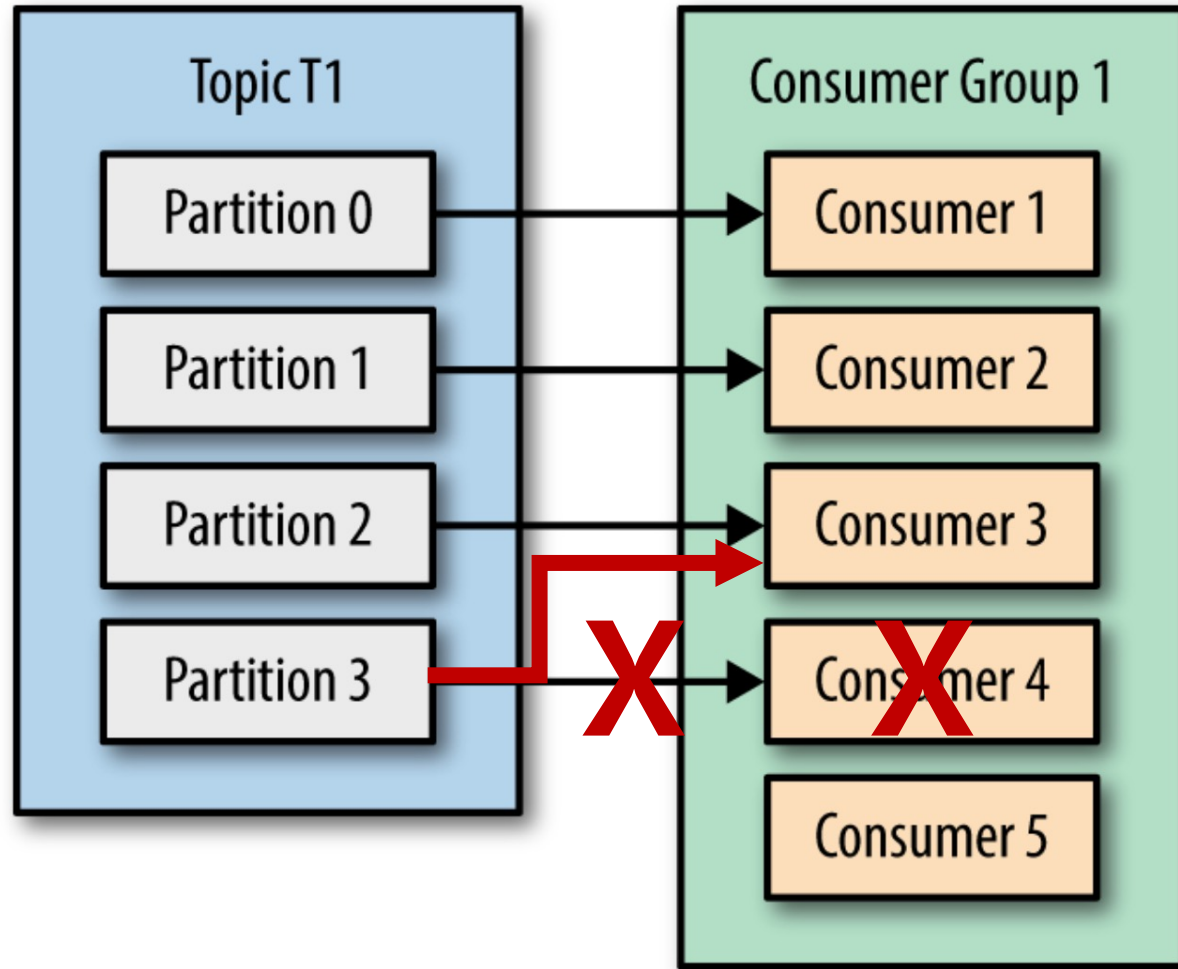 Topic T1
Partition 0
Partition 1
Partition 2
Partition 3
Consumer Group 1
Consumer 1
Consumer 2
Consumer 3
X
Consumer 4
X
Consumer 5